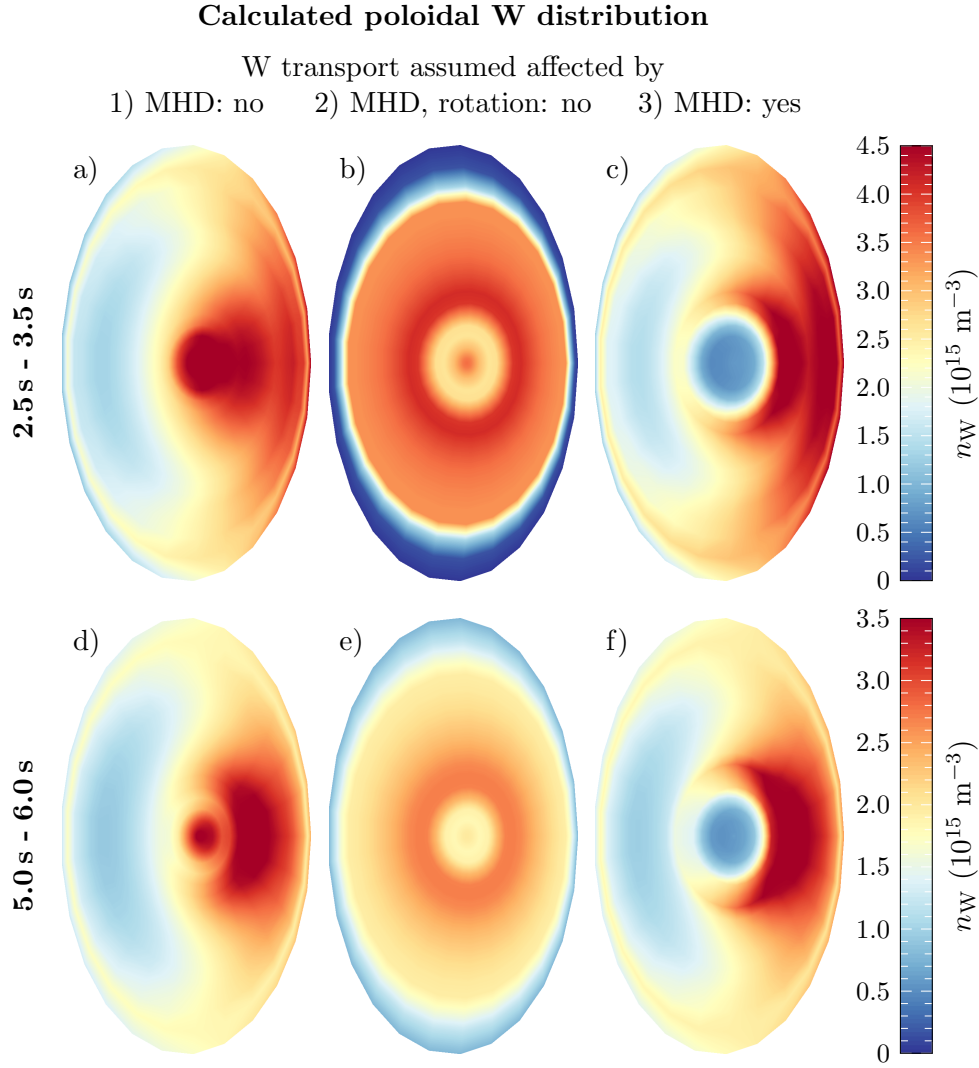 Calculated poloidal W distribution
W transport assumed affected by
1) MHD: no 2) MHD, rotation: no 3) MHD: yes
a) b) c)
2.5 s - 3.5 s
4.5
4.0
3.5
3.0
2.5
2.0
1.5
1.0
0.5
0
n_W (10^15 m^−3)
d) e) f)
5.0 s - 6.0 s
3.5
3.0
2.5
2.0
1.5
1.0
0.5
0
n_W (10^15 m^−3)